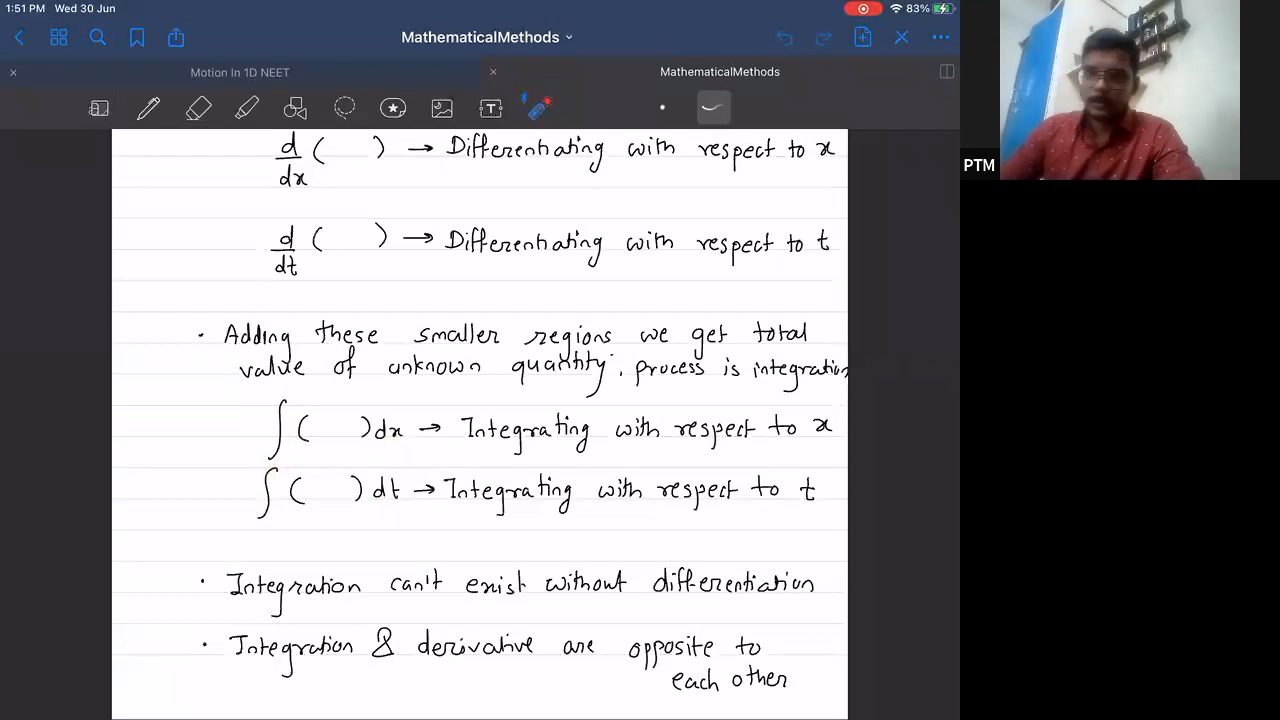 1:51 PM Wed 30 Jun
83%
MathematicalMethods
Motion In 1D NEET
MathematicalMethods
T
d/dx ( ) → Differentiating with respect to x
PTM
d/dt ( ) → Differentiating with respect to t
· Adding these smaller regions we get total
value of unknown quantity. process is integration
∫ ( ) dx → Integrating with respect to x
∫ ( ) dt → Integrating with respect to t
· Integration can't exist without differentiation
· Integration & derivative are opposite to
each other